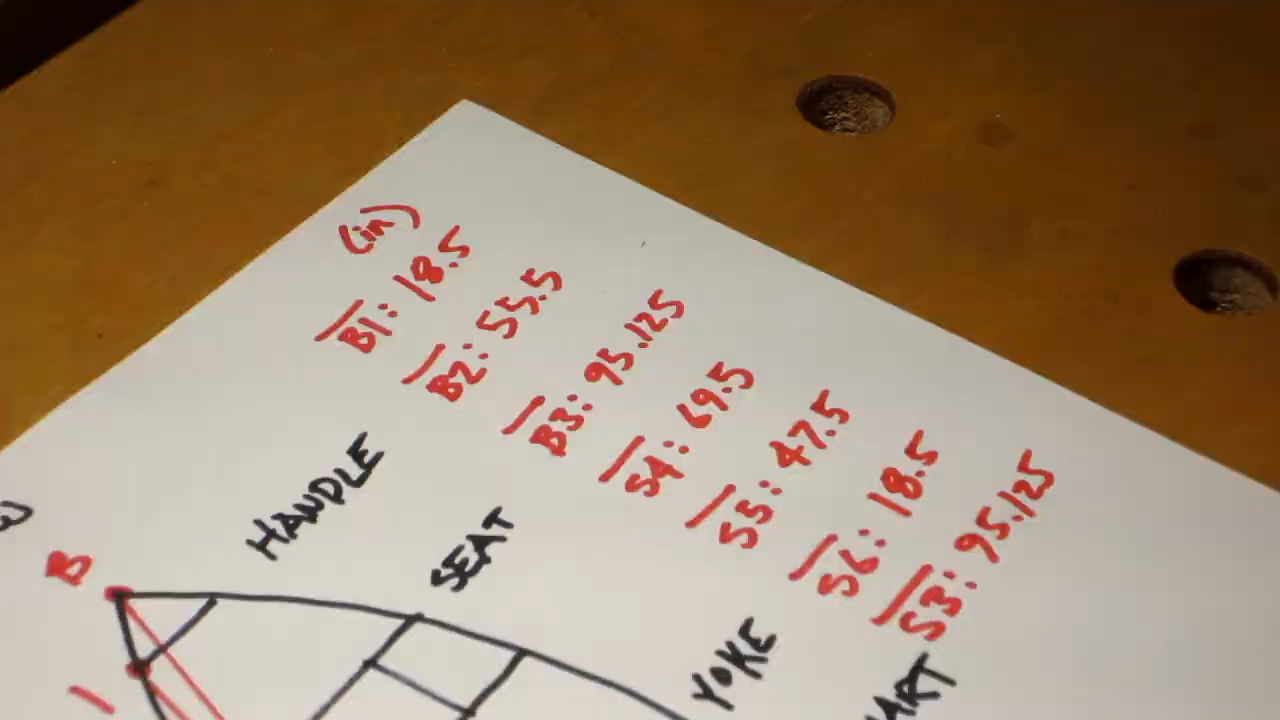 (in)
B1: 18.5
B2: 55.5
B3: 95.125
S4: 69.5
S5: 47.5
S6: 18.5
S3: 95.125
HANDLE
SEAT
YOKE
B
1